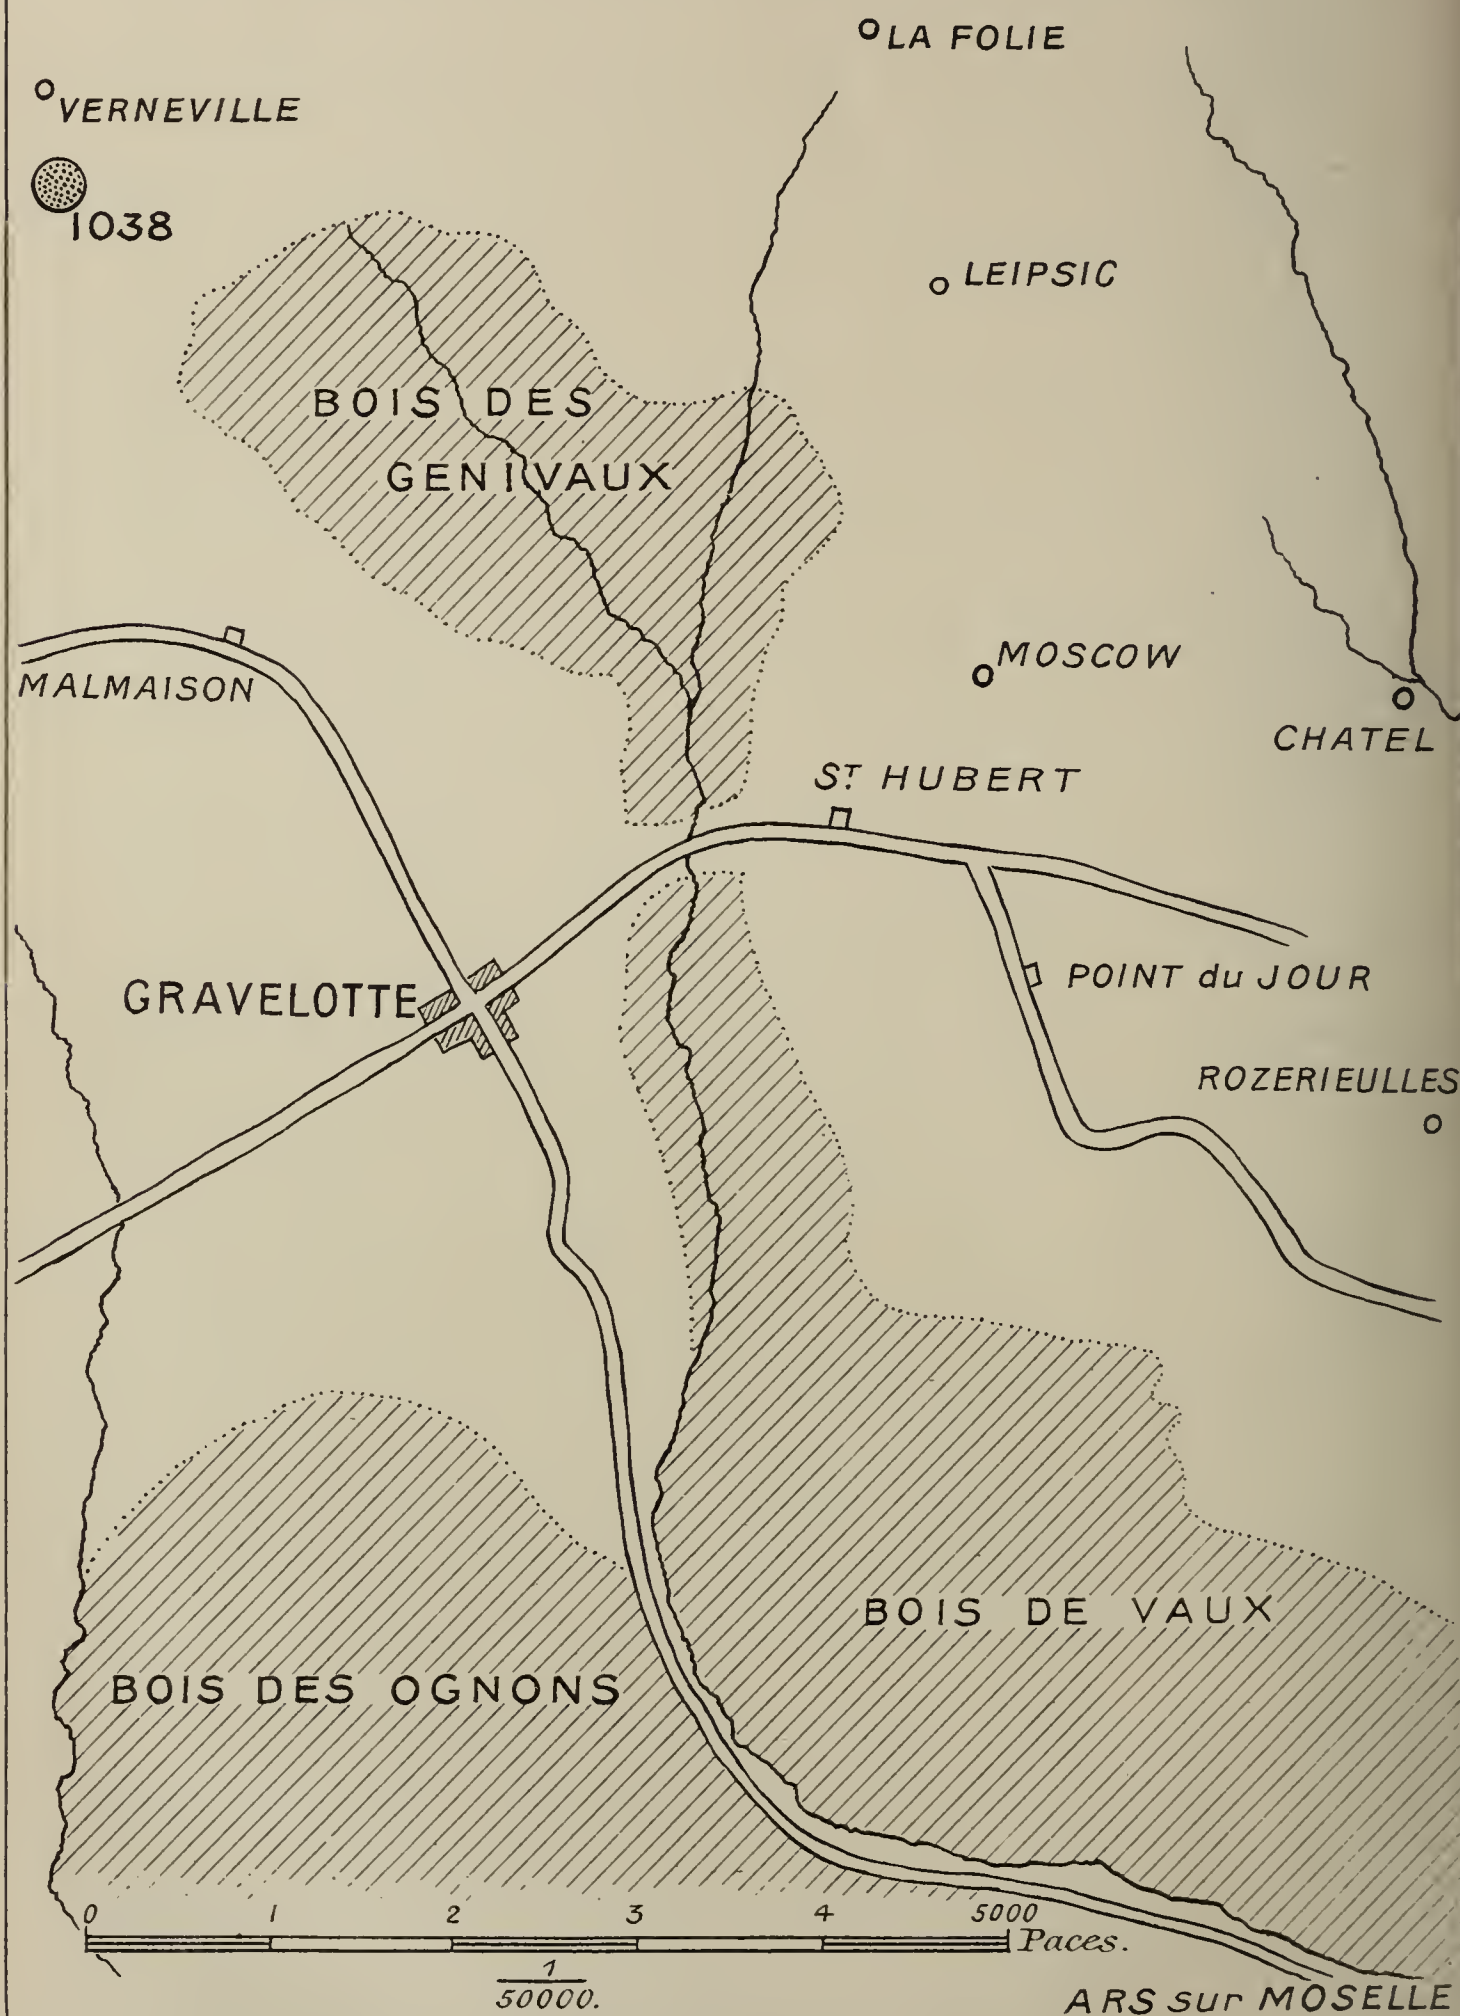 LA FOLIE
VERNEVILLE
1038
LEIPSIC
BOIS DES
GENIVAUX
MOSCOW
MALMAISON
CHATEL
ST. HUBERT
GRAVELOTTE
POINT du JOUR
ROZERIEULLES
BOIS DE VAUX
BOIS DES OGNONS
0 1 2 3 4 5000
Paces.
1
50000.
ARS sur MOSELLE